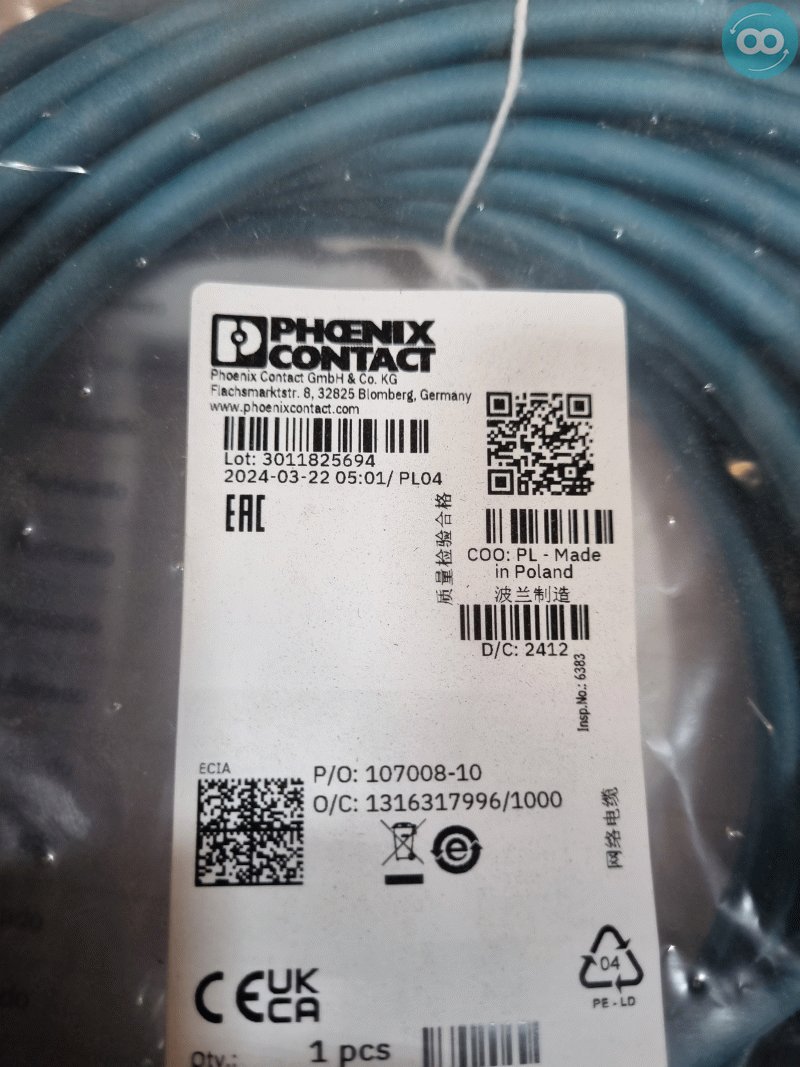 PHŒNIX
CONTACT
Phoenix Contact GmbH & Co. KG
Flachsmarktstr. 8, 32825 Blomberg, Germany
www.phoenixcontact.com
Lot: 3011825694
2024-03-22 05:01/ PL04
EAC
质量检验合格
COO: PL - Made
in Poland
波兰制造
D/C: 2412
Insp.No.: 6383
ECIA
P/O: 107008-10
O/C: 1316317996/1000
网络电缆
CE UK
CA
04
PE-LD
Qty.: 1 pcs